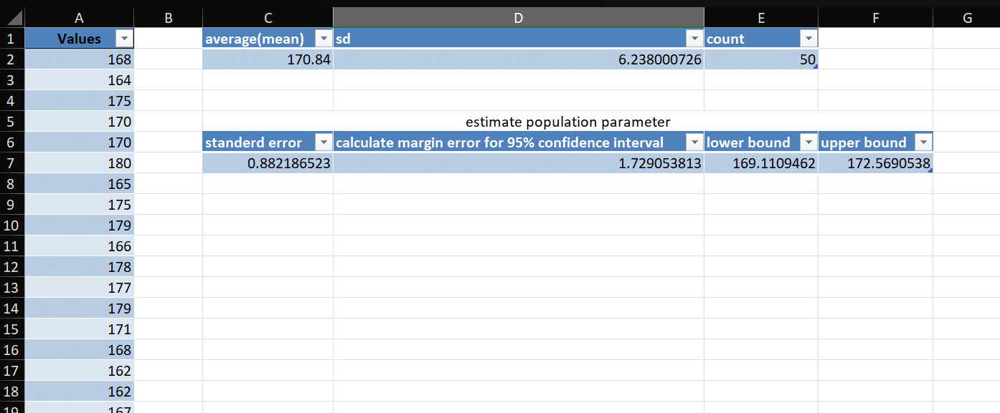 A B C D E F G
1 Values average(mean) sd count
2 168 170.84 6.238000726 50
3 164
4 175
5 170 estimate population parameter
6 170 standerd error calculate margin error for 95% confidence interval lower bound upper bound
7 180 0.882186523 1.729053813 169.1109462 172.5690538
8 165
9 175
10 179
11 166
12 178
13 177
14 179
15 171
16 168
17 162
18 162
19 167